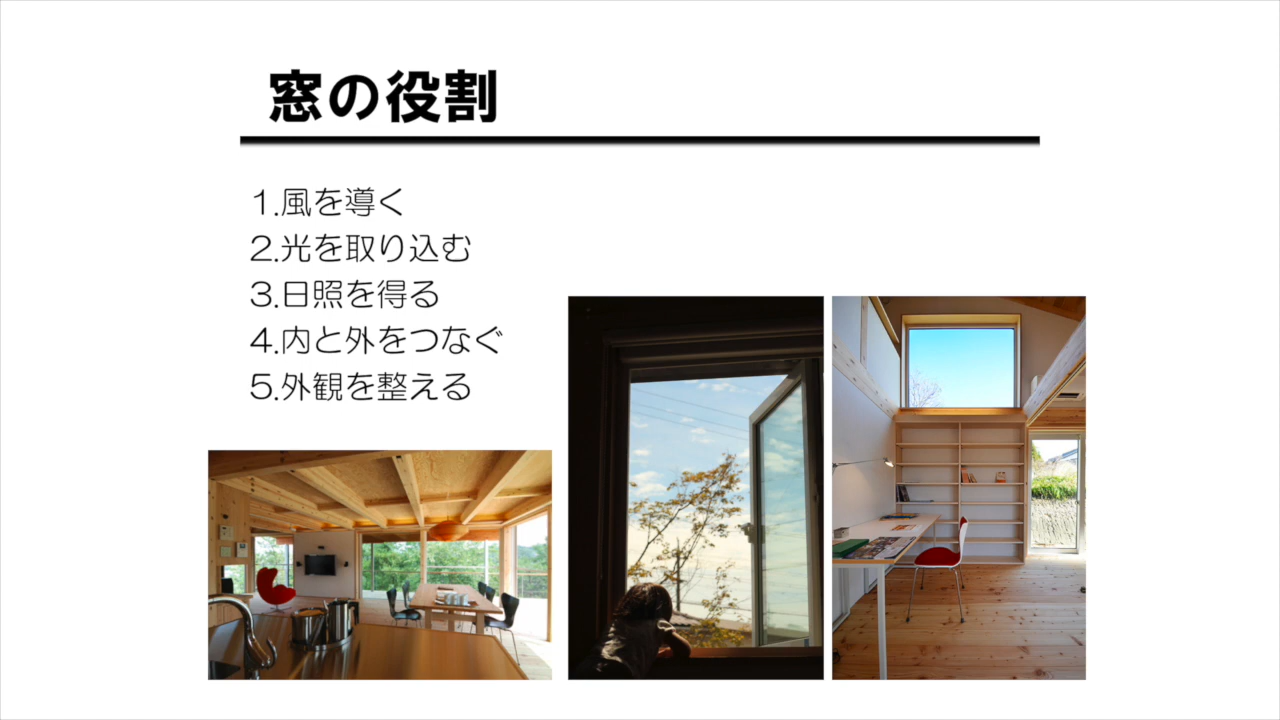 窓の役割
1.風を導く
2.光を取り込む
3.日照を得る
4.内と外をつなぐ
5.外観を整える